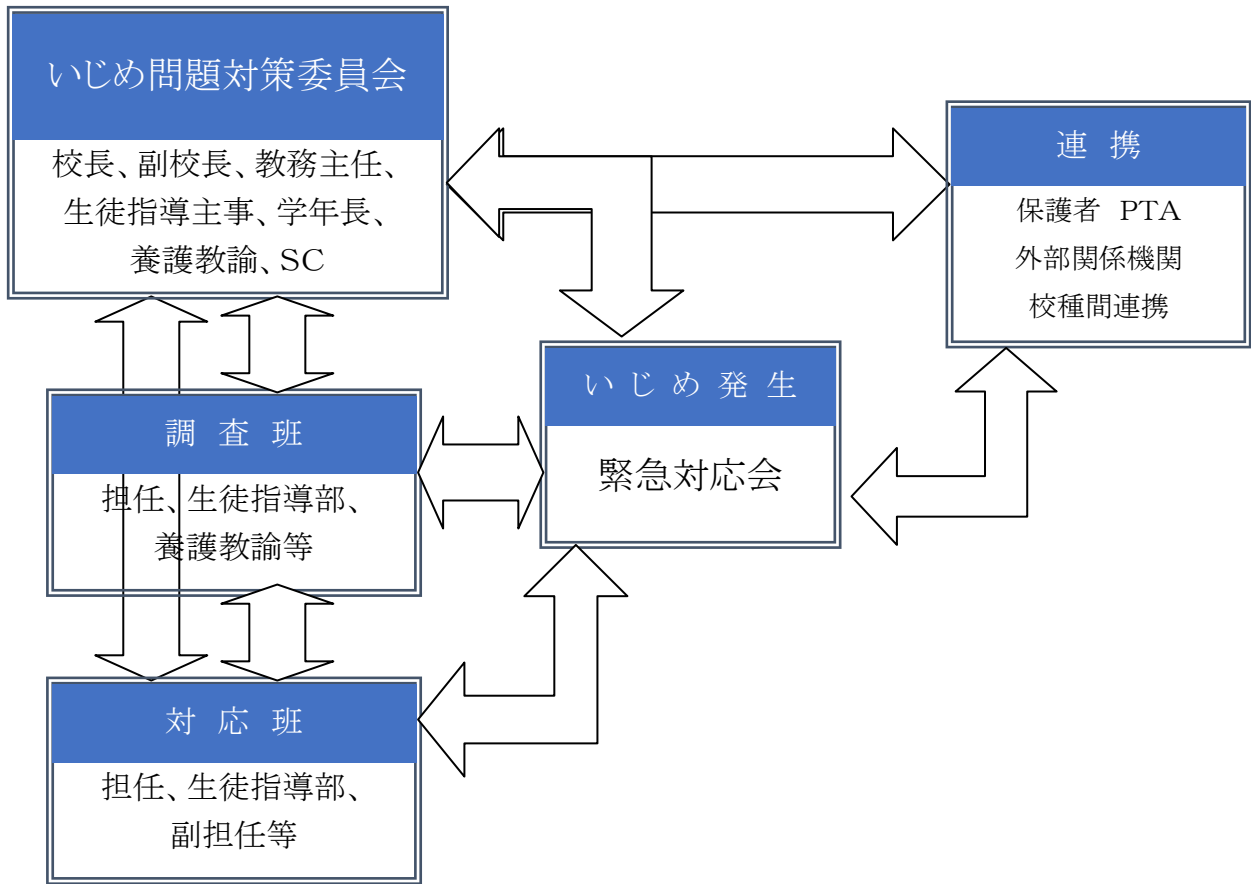 いじめ問題対策委員会
校長、副校長、教務主任、
生徒指導主事、学年長、
養護教諭、SC
連 携
保護者 PTA
外部関係機関
校種間連携
いじめ発生
緊急対応会
調 査 班
担任、生徒指導部、
養護教諭等
対 応 班
担任、生徒指導部、
副担任等